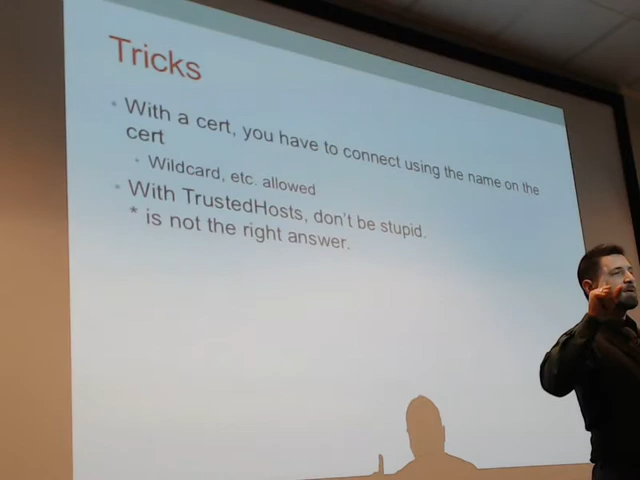 Tricks
With a cert, you have to connect using the name on the
cert
Wildcard, etc. allowed
With TrustedHosts, don't be stupid.
* is not the right answer.